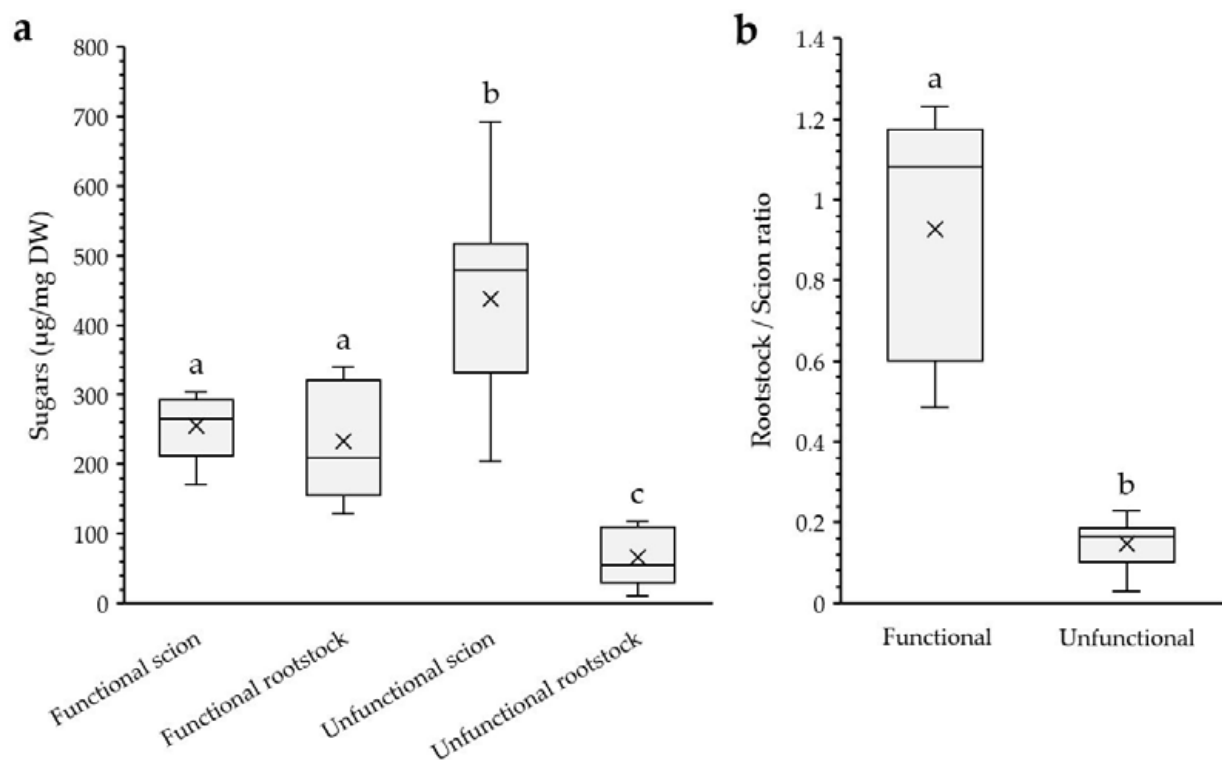 a
Sugars (µg/mg DW)
800
700
600
500
400
300
200
100
0
a
a
b
c
Functional scion
Functional rootstock
Unfunctional scion
Unfunctional rootstock
b
Rootstock / Scion ratio
1.4
1.2
1
0.8
0.6
0.4
0.2
0
a
b
Functional
Unfunctional